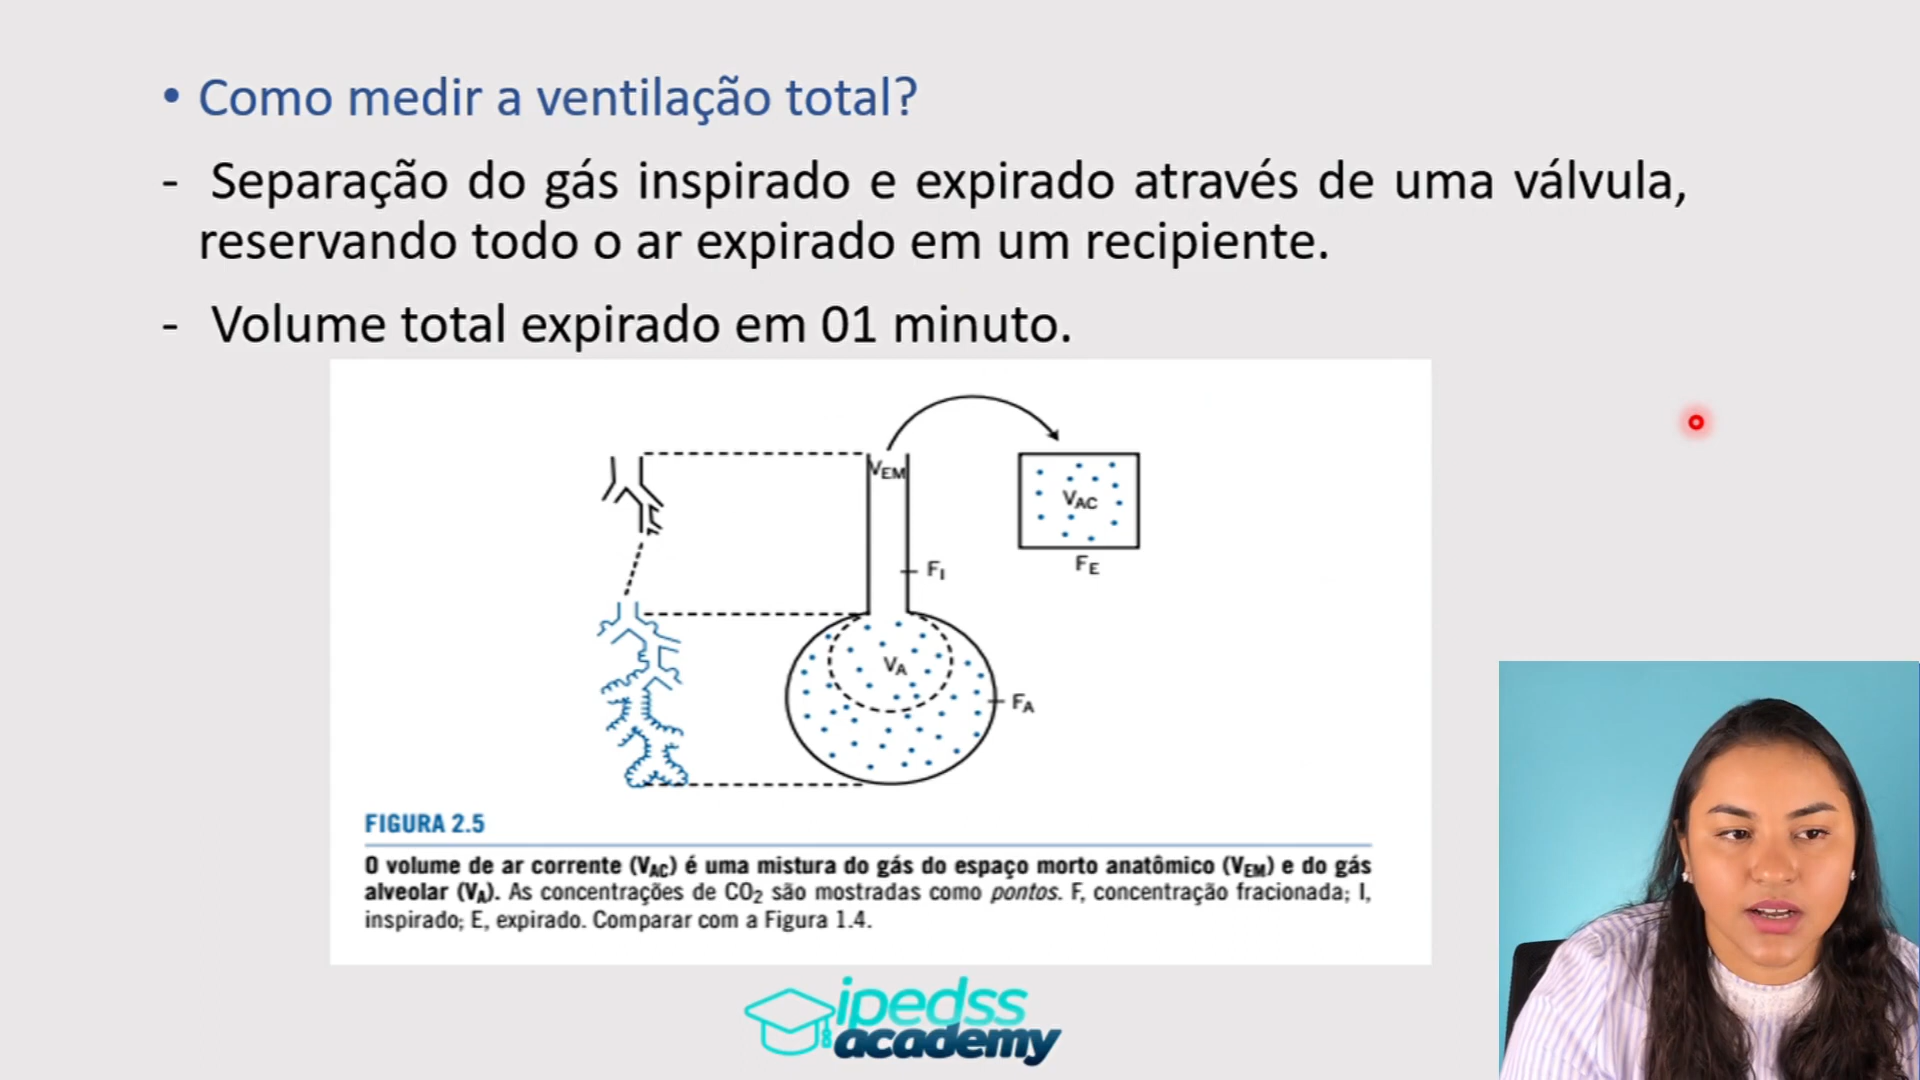 • Como medir a ventilação total?
- Separação do gás inspirado e expirado através de uma válvula,
reservando todo o ar expirado em um recipiente.
- Volume total expirado em 01 minuto.
VEM
VAC
FI
FE
VA
FA
FIGURA 2.5
O volume de ar corrente (VAC) é uma mistura do gás do espaço morto anatômico (VEM) e do gás
alveolar (VA). As concentrações de CO2 são mostradas como pontos. F, concentração fracionada; I,
inspirado; E, expirado. Comparar com a Figura 1.4.
ipedss
academy